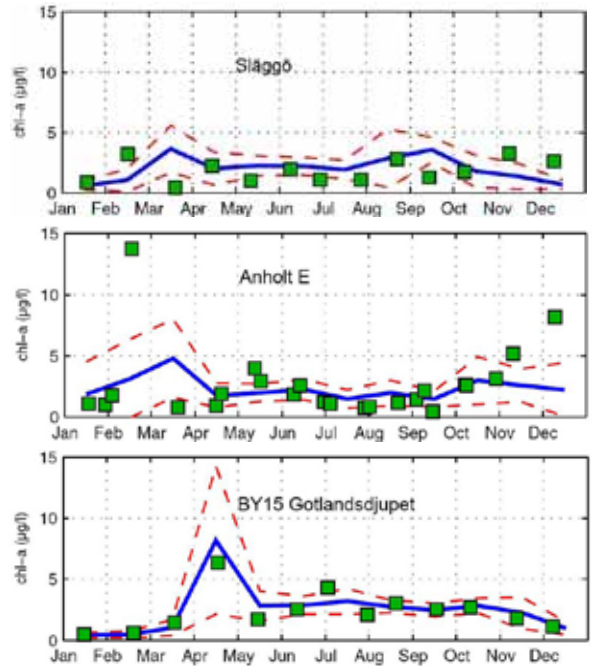 15
Släggö
10
chl-a (µg/l)
5
0
Jan Feb Mar Apr May Jun Jul Aug Sep Oct Nov Dec
15
Anholt E
10
chl-a (µg/l)
5
0
Jan Feb Mar Apr May Jun Jul Aug Sep Oct Nov Dec
15
BY15 Gotlandsdjupet
10
chl-a (µg/l)
5
0
Jan Feb Mar Apr May Jun Jul Aug Sep Oct Nov Dec